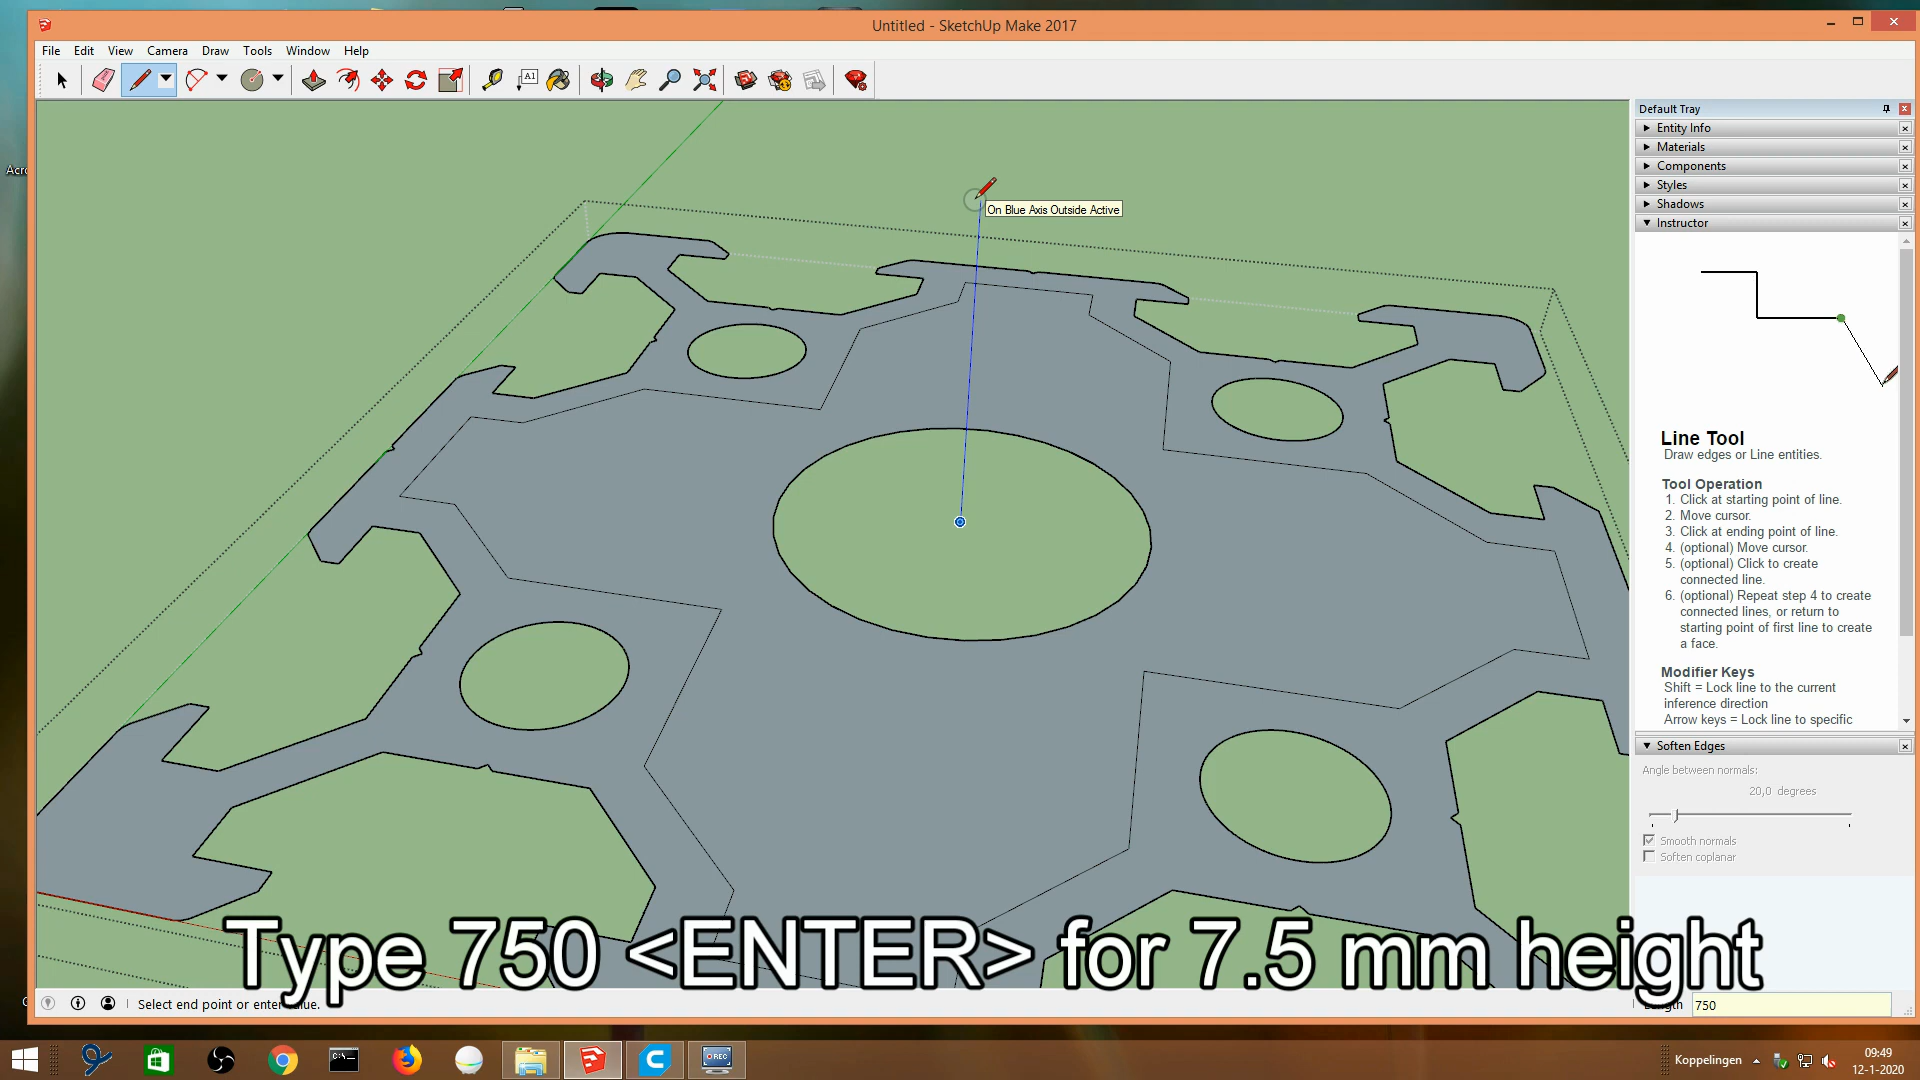 Untitled - SketchUp Make 2017
File Edit View Camera Draw Tools Window Help
A1
Default Tray
Entity Info
Materials
Components
Styles
Shadows
Instructor
On Blue Axis Outside Active
Line Tool
Draw edges or Line entities.
Tool Operation
1. Click at starting point of line.
2. Move cursor.
3. Click at ending point of line.
4. (optional) Move cursor.
5. (optional) Click to create
connected line.
6. (optional) Repeat step 4 to create
connected lines, or return to
starting point of first line to create
a face.
Modifier Keys
Shift = Lock line to the current
inference direction
Arrow keys = Lock line to specific
Soften Edges
Angle between normals:
20,0 degrees
Smooth normals
Soften coplanar
Type 750 <ENTER> for 7.5 mm height
Select end point or enter value.
Length 750
REC
Koppelingen
09:49
12-1-2020